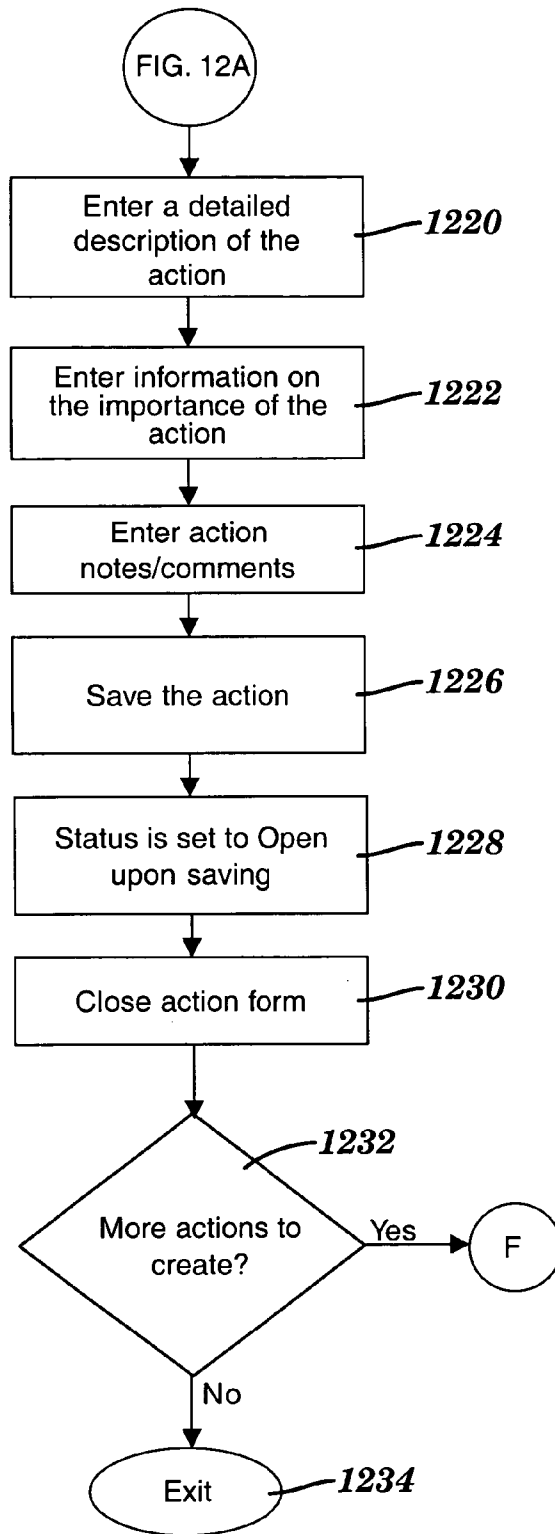 FIG. 12A
Enter a detailed
description of the
action
1220
Enter information on
the importance of the
action
1222
Enter action
notes/comments
1224
Save the action
1226
Status is set to Open
upon saving
1228
Close action form
1230
1232
More actions to
create?
Yes
F
No
Exit
1234